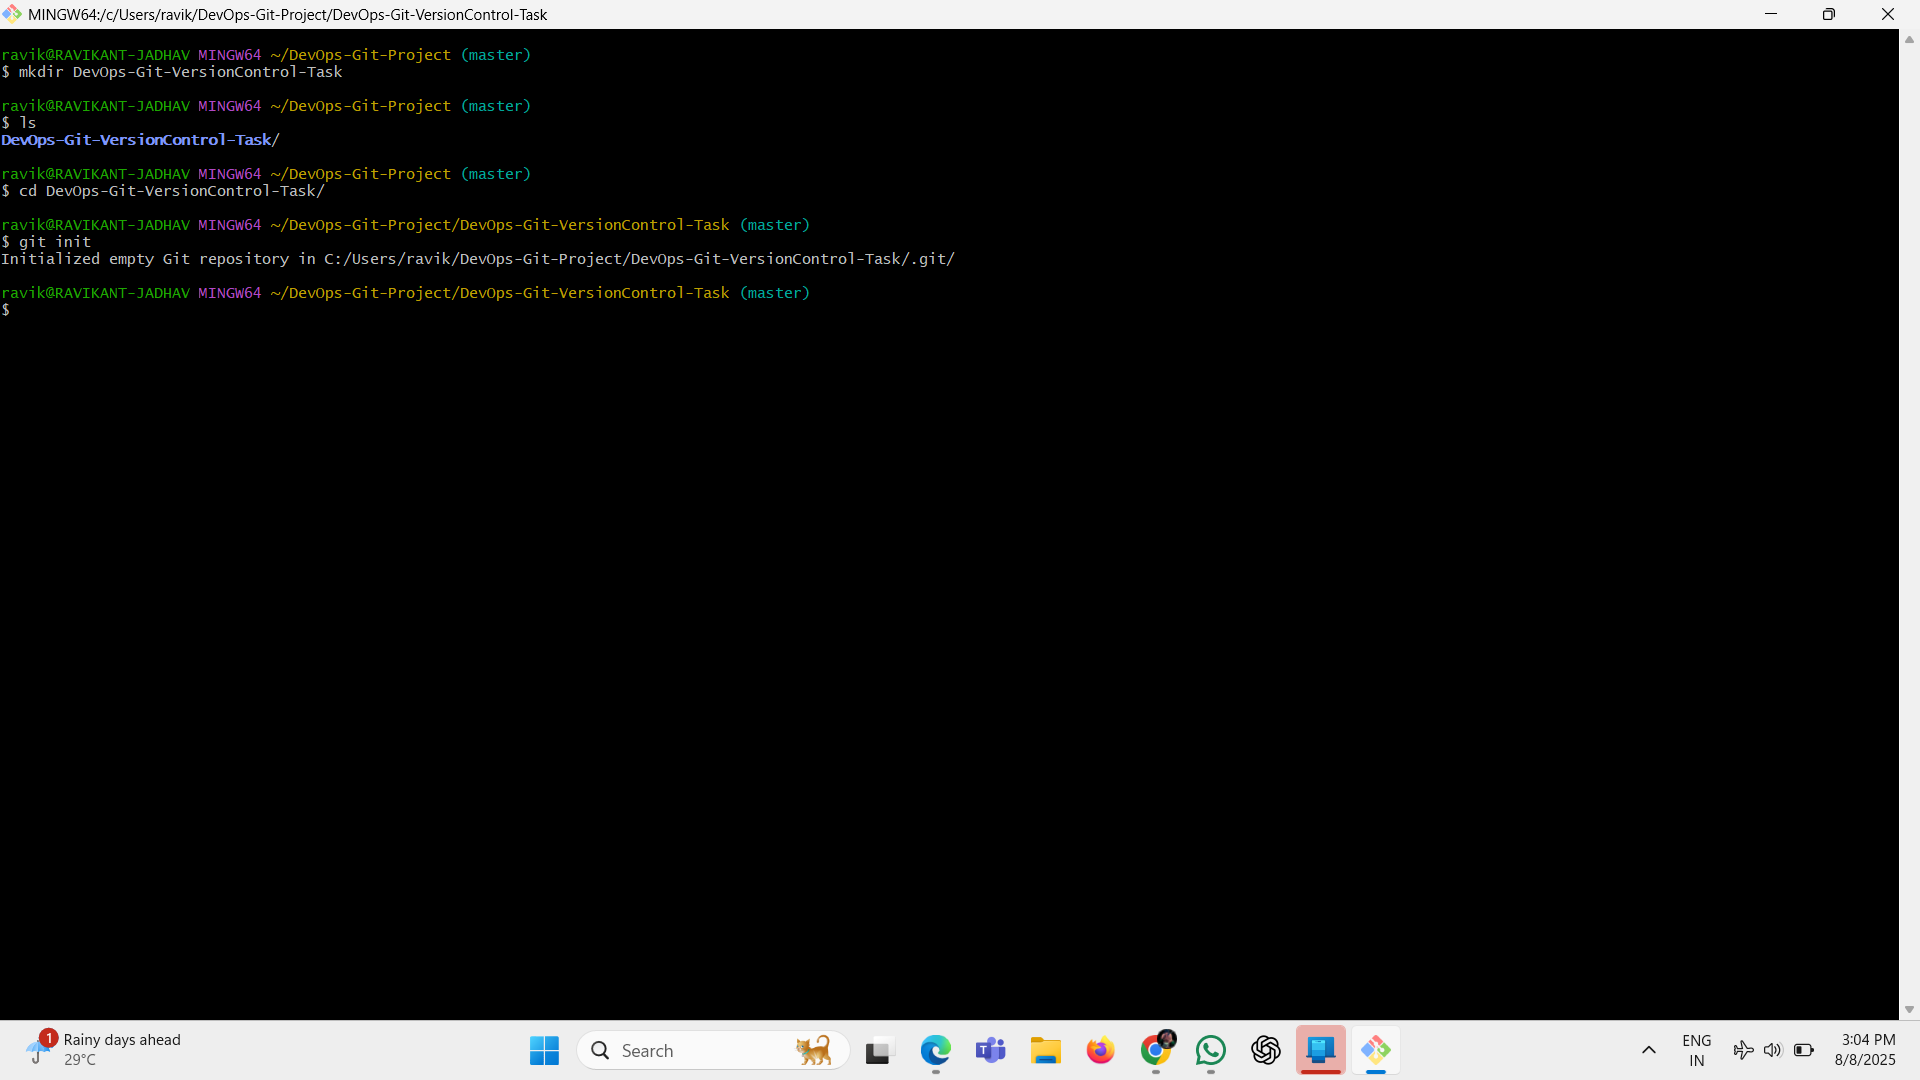 MINGW64:/c/Users/ravik/DevOps-Git-Project/DevOps-Git-VersionControl-Task
ravik@RAVIKANT-JADHAV MINGW64 ~/DevOps-Git-Project (master)
$ mkdir DevOps-Git-VersionControl-Task
ravik@RAVIKANT-JADHAV MINGW64 ~/DevOps-Git-Project (master)
$ ls
DevOps-Git-VersionControl-Task/
ravik@RAVIKANT-JADHAV MINGW64 ~/DevOps-Git-Project (master)
$ cd DevOps-Git-VersionControl-Task/
ravik@RAVIKANT-JADHAV MINGW64 ~/DevOps-Git-Project/DevOps-Git-VersionControl-Task (master)
$ git init
Initialized empty Git repository in C:/Users/ravik/DevOps-Git-Project/DevOps-Git-VersionControl-Task/.git/
ravik@RAVIKANT-JADHAV MINGW64 ~/DevOps-Git-Project/DevOps-Git-VersionControl-Task (master)
$
1
Rainy days ahead
29°C
Search
ENG
IN
3:04 PM
8/8/2025